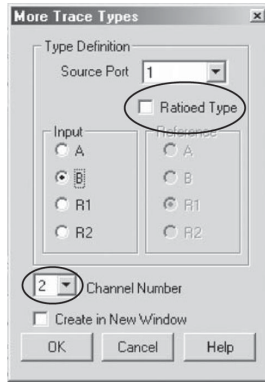 More Trace Types
Type Definition
Source Port 1
Ratioed Type
Input
A
B
R1
R2
Reference
A
B
R1
R2
2 Channel Number
Create in New Window
OK Cancel Help